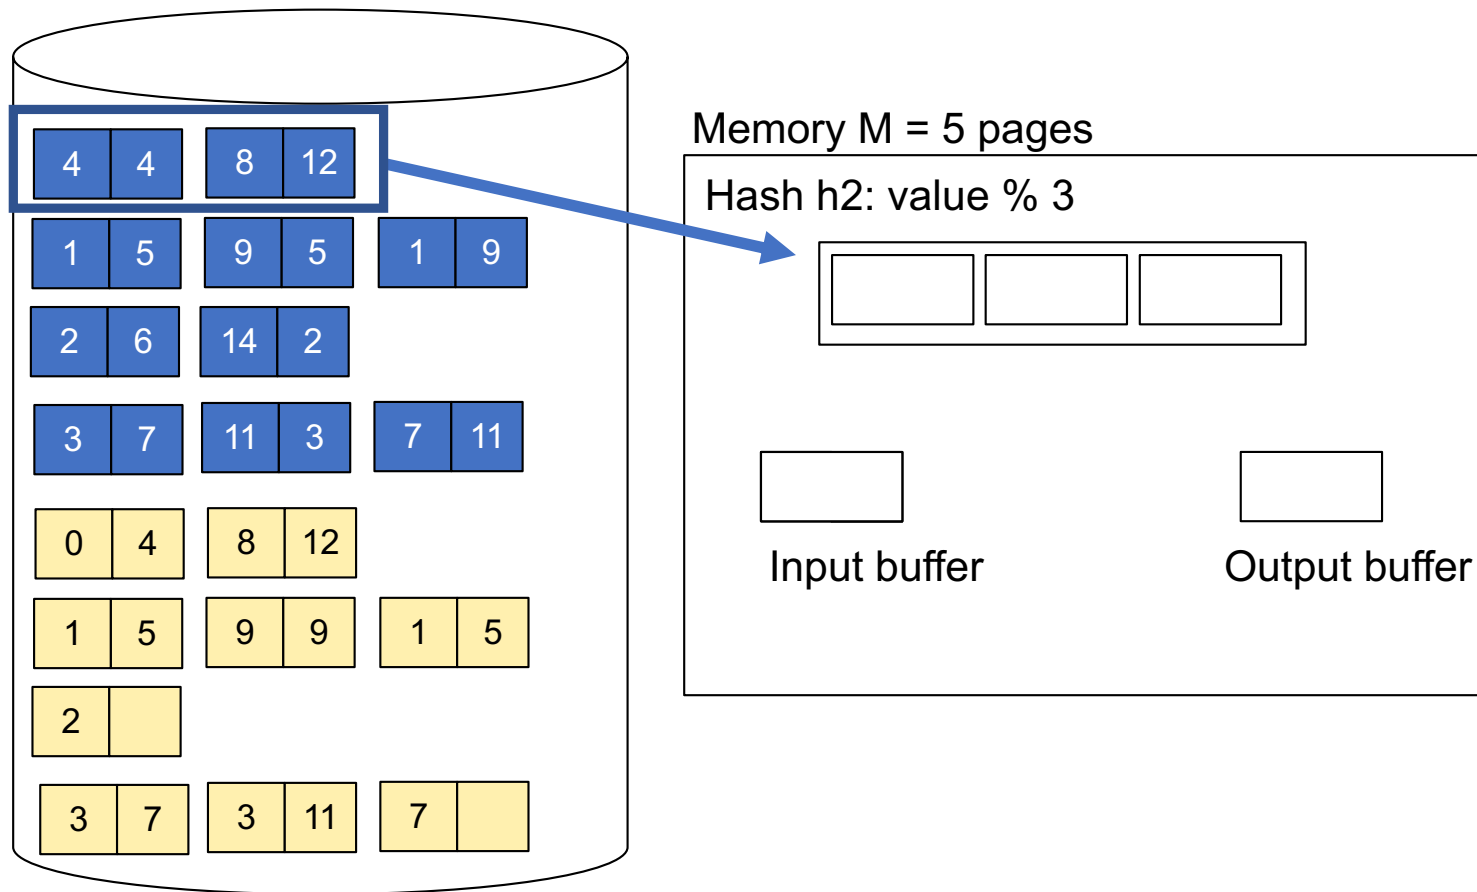 4 4 8 12
1 5 9 5 1 9
2 6 14 2
3 7 11 3 7 11
0 4 8 12
1 5 9 9 1 5
2
3 7 3 11 7
Memory M = 5 pages
Hash h2: value % 3
Input buffer
Output buffer